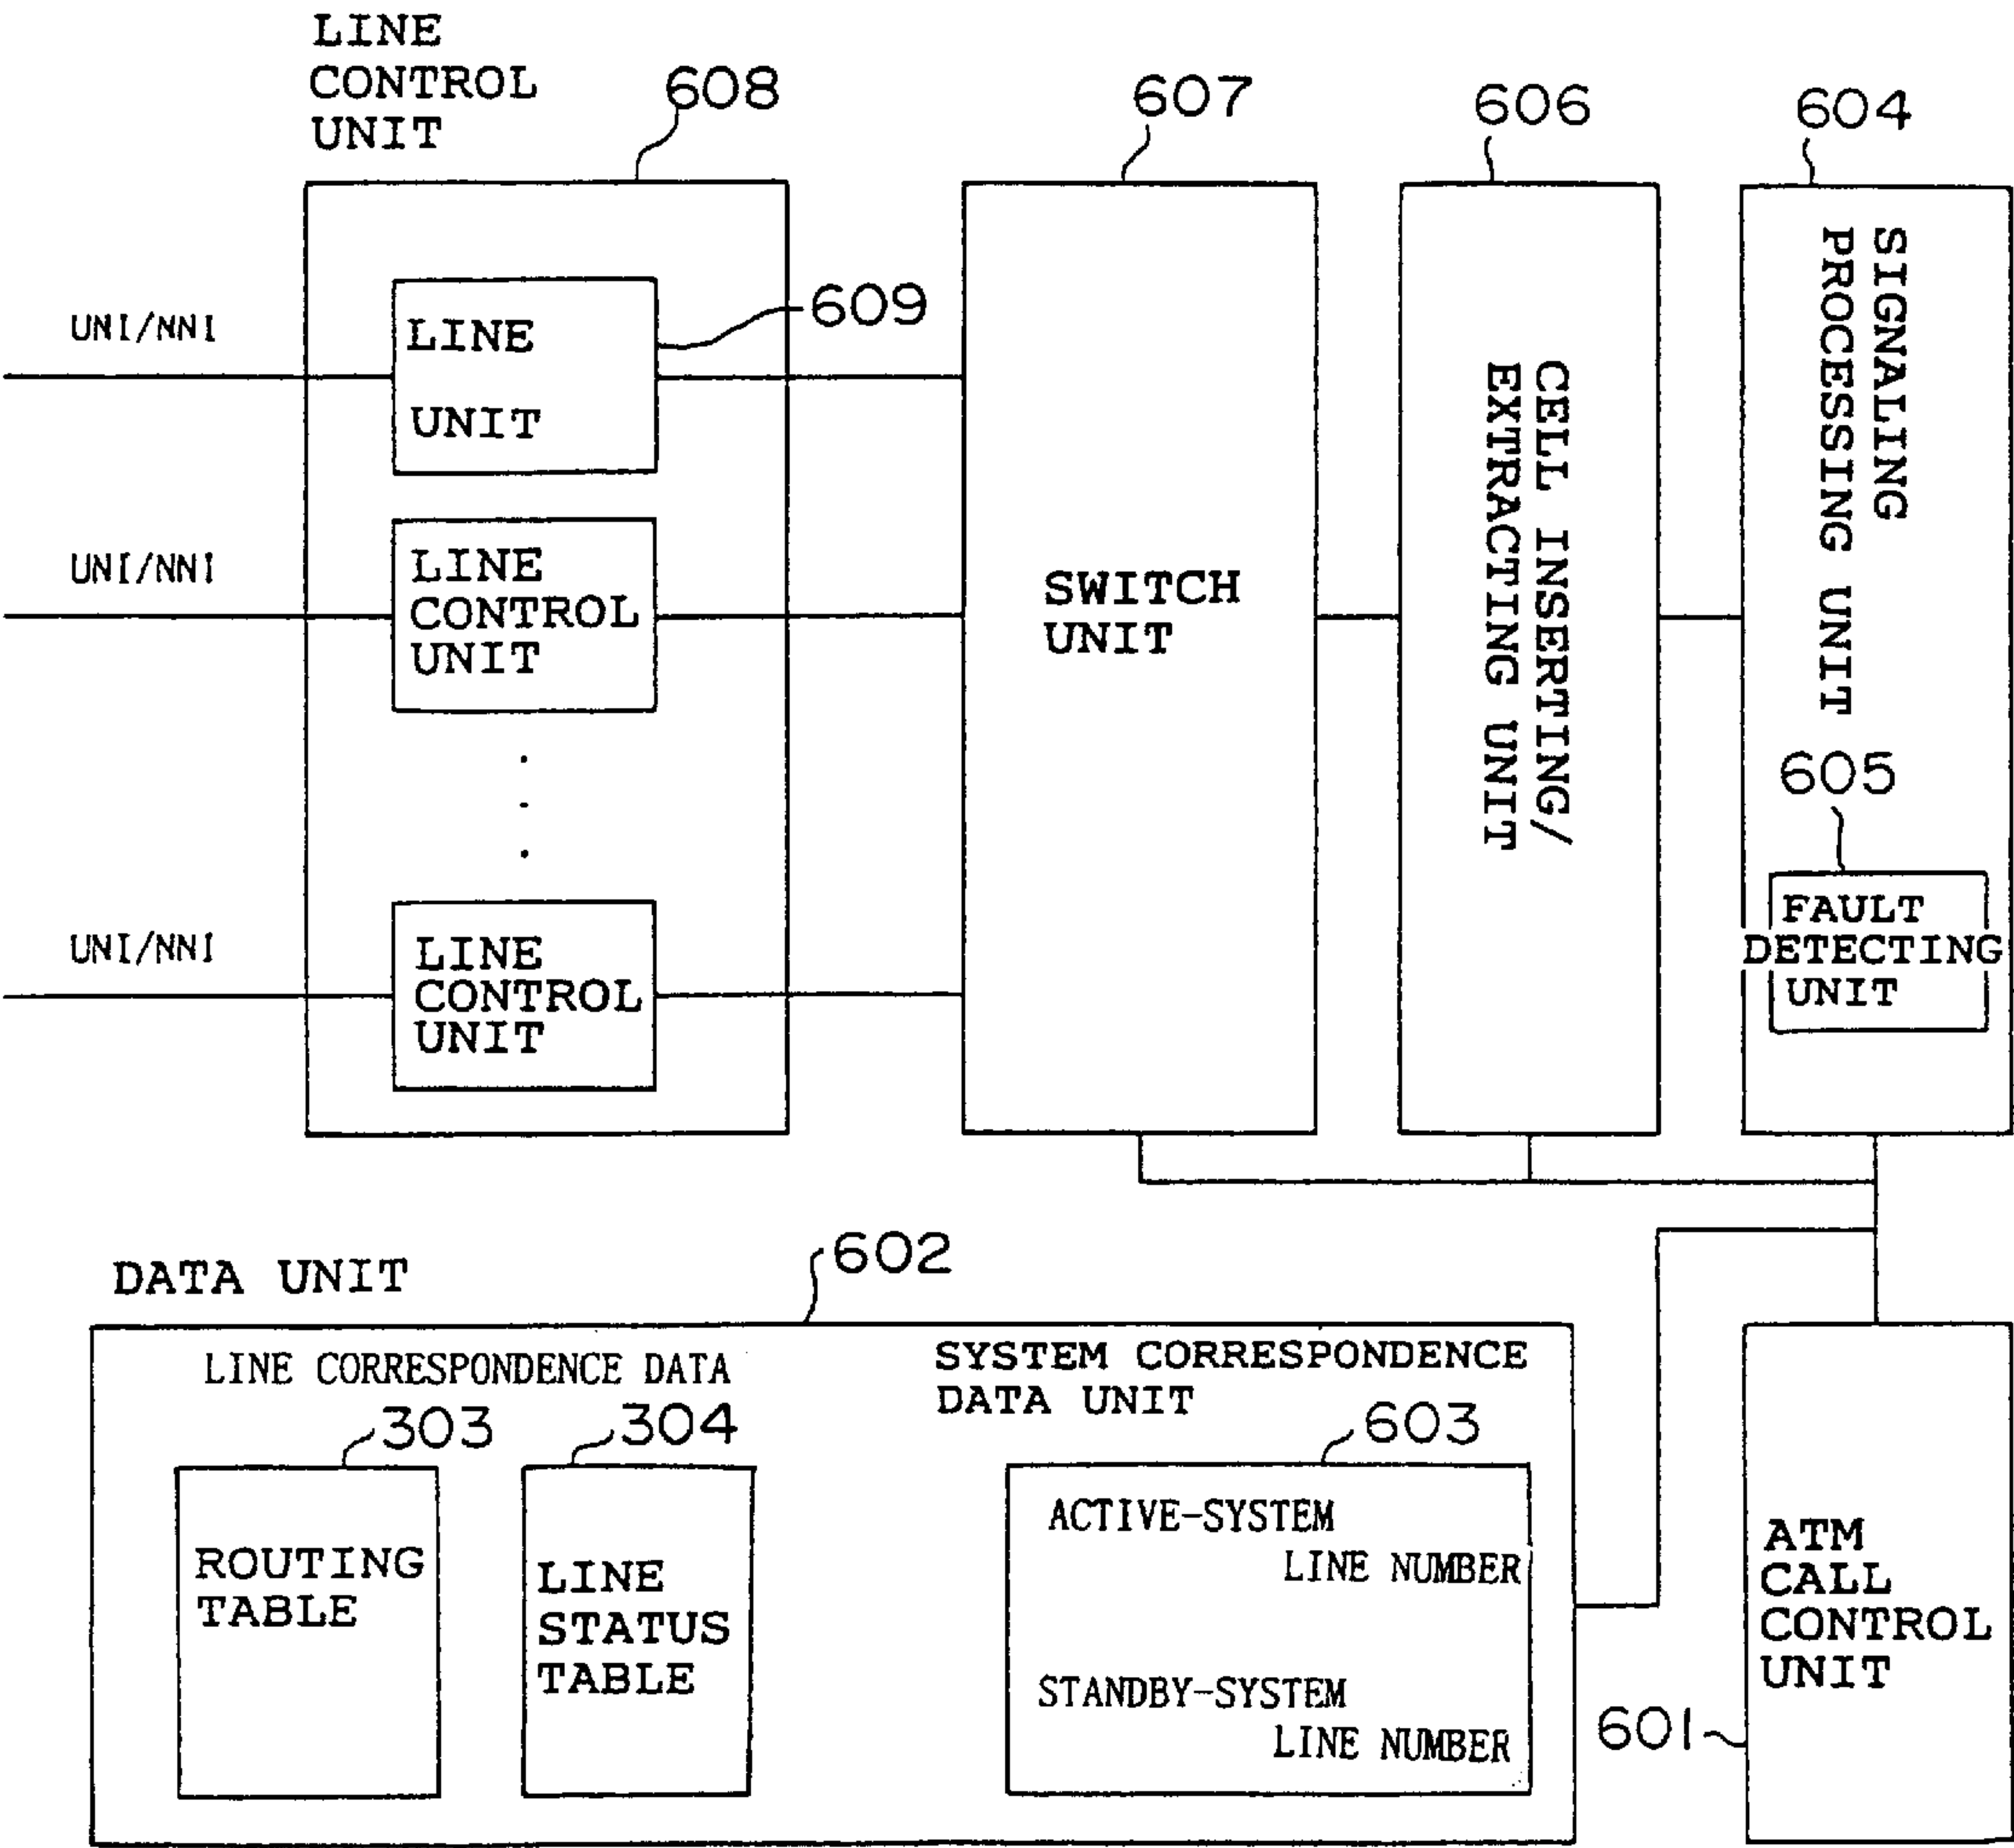 LINE
CONTROL
UNIT
608
607
606
604
UNI/NNI
LINE
UNIT
609
UNI/NNI
LINE
CONTROL
UNIT
.
.
.
UNI/NNI
LINE
CONTROL
UNIT
SWITCH
UNIT
CELL INSERTING/
EXTRACTING UNIT
SIGNALING
PROCESSING UNIT
605
FAULT
DETECTING
UNIT
DATA UNIT
602
LINE CORRESPONDENCE DATA
303
304
ROUTING
TABLE
LINE
STATUS
TABLE
SYSTEM CORRESPONDENCE
DATA UNIT
603
ACTIVE-SYSTEM
LINE NUMBER
STANDBY-SYSTEM
LINE NUMBER
601
ATM
CALL
CONTROL
UNIT